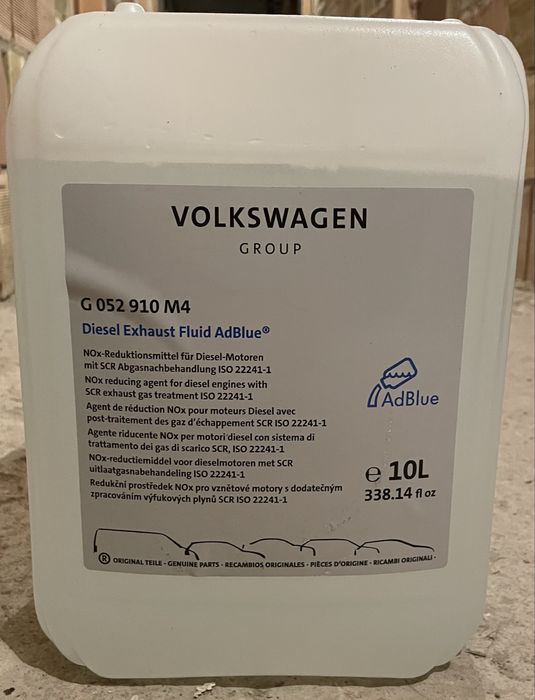 VOLKSWAGEN
GROUP
G 052 910 M4
Diesel Exhaust Fluid AdBlue®
NOx-Reduktionsmittel für Diesel-Motoren
mit SCR Abgasnachbehandlung ISO 22241-1
NOx reducing agent for diesel engines with
SCR exhaust gas treatment ISO 22241-1
Agent de réduction NOx pour moteurs Diesel avec
post-traitement des gaz d'échappement SCR ISO 22241-1
Agente riducente NOx per motori diesel con sistema di
trattamento dei gas di scarico SCR, ISO 22241-1
NOx-reductiemiddel voor dieselmotoren met SCR
uitlaatgasnabehandeling ISO 22241-1
Redukční prostředek NOx pro vznětové motory s dodatečným
zpracováním výfukových plynů SCR ISO 22241-1
AdBlue
℮ 10L
338.14 fl oz
® ORIGINAL TEILE · GENUINE PARTS · RECAMBIOS ORIGINALES · PIÈCES D'ORIGINE · RICAMBI ORIGINALI ·